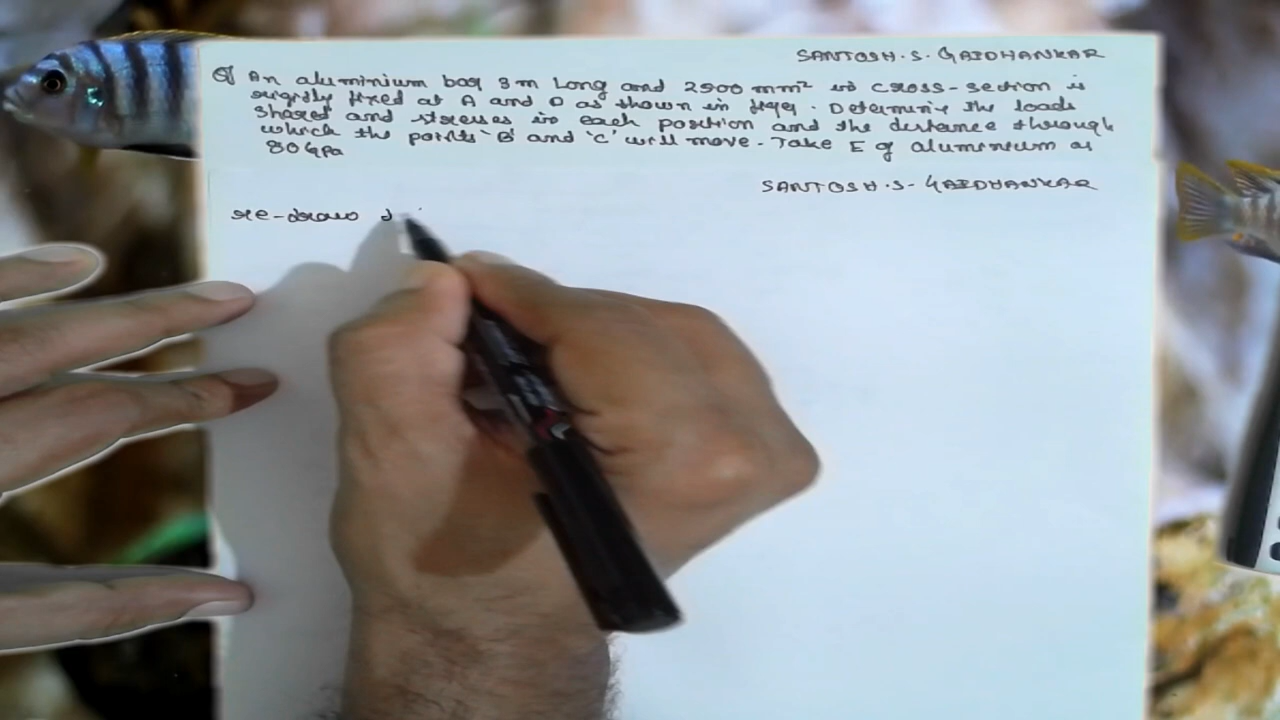 SANTOSH.S. GAIDHANKAR
Q] An aluminium bar 3m Long and 2500 mm² in cross-section is
rigidly fixed at A and D as shown in fig. Determine the loads
shared and stresses in each position and the distance through
which the points 'B' and 'C' will move. Take E of aluminium as
80 GPa
SANTOSH.S. GAIDHANKAR
re-draw